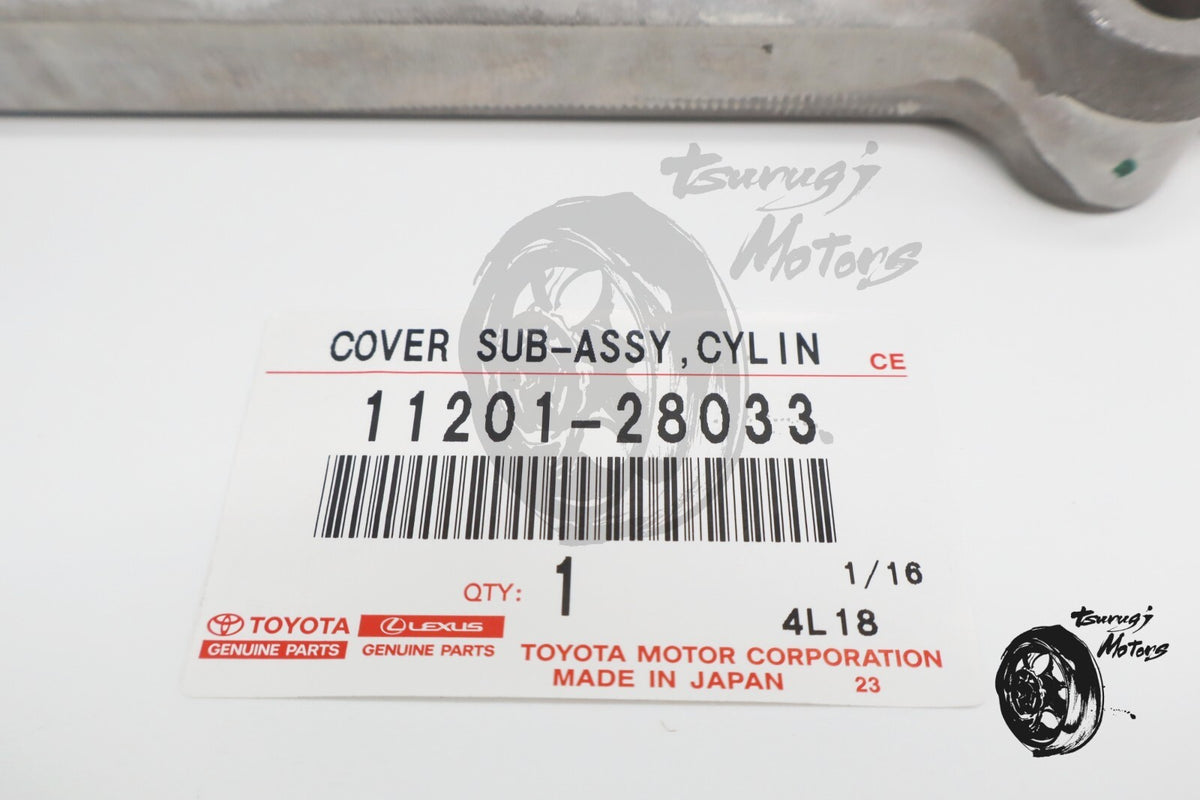 tsurugi
Motors
COVER SUB-ASSY,CYLIN CE
11201-28033
QTY: 1 1/16
4L18
TOYOTA LEXUS
GENUINE PARTS GENUINE PARTS
TOYOTA MOTOR CORPORATION
MADE IN JAPAN 23
tsurugi
Motors